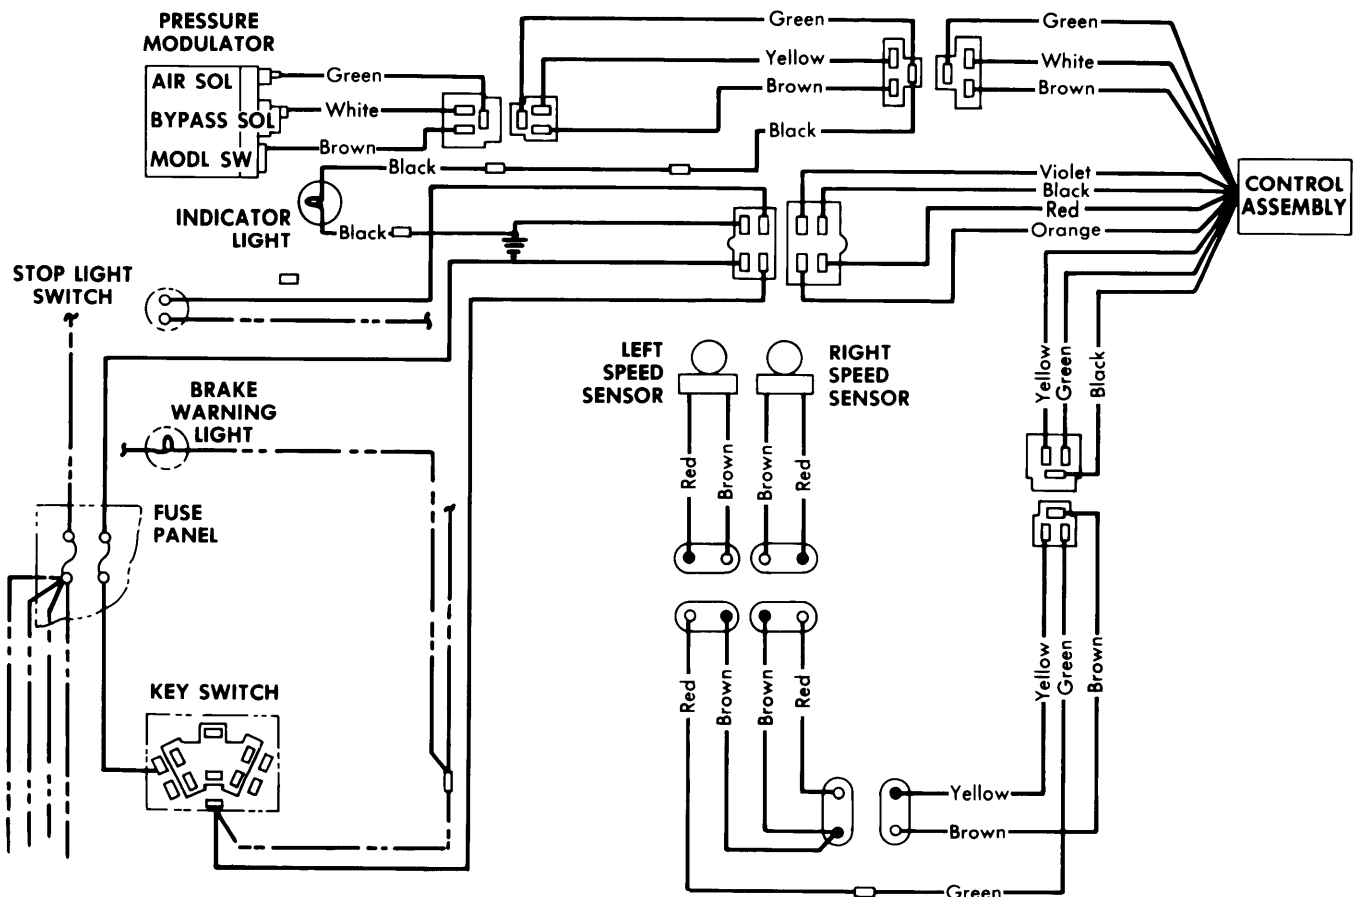 PRESSURE
MODULATOR
AIR SOL
BYPASS SOL
MODL SW
Green
White
Brown
Green
Yellow
Brown
Black
Green
White
Brown
Black
INDICATOR
LIGHT
Black
Violet
Black
Red
Orange
CONTROL
ASSEMBLY
STOP LIGHT
SWITCH
BRAKE
WARNING
LIGHT
LEFT
SPEED
SENSOR
RIGHT
SPEED
SENSOR
Yellow
Green
Black
Red
Brown
Brown
Red
FUSE
PANEL
KEY SWITCH
Red
Brown
Brown
Red
Yellow
Green
Brown
Yellow
Brown
Green